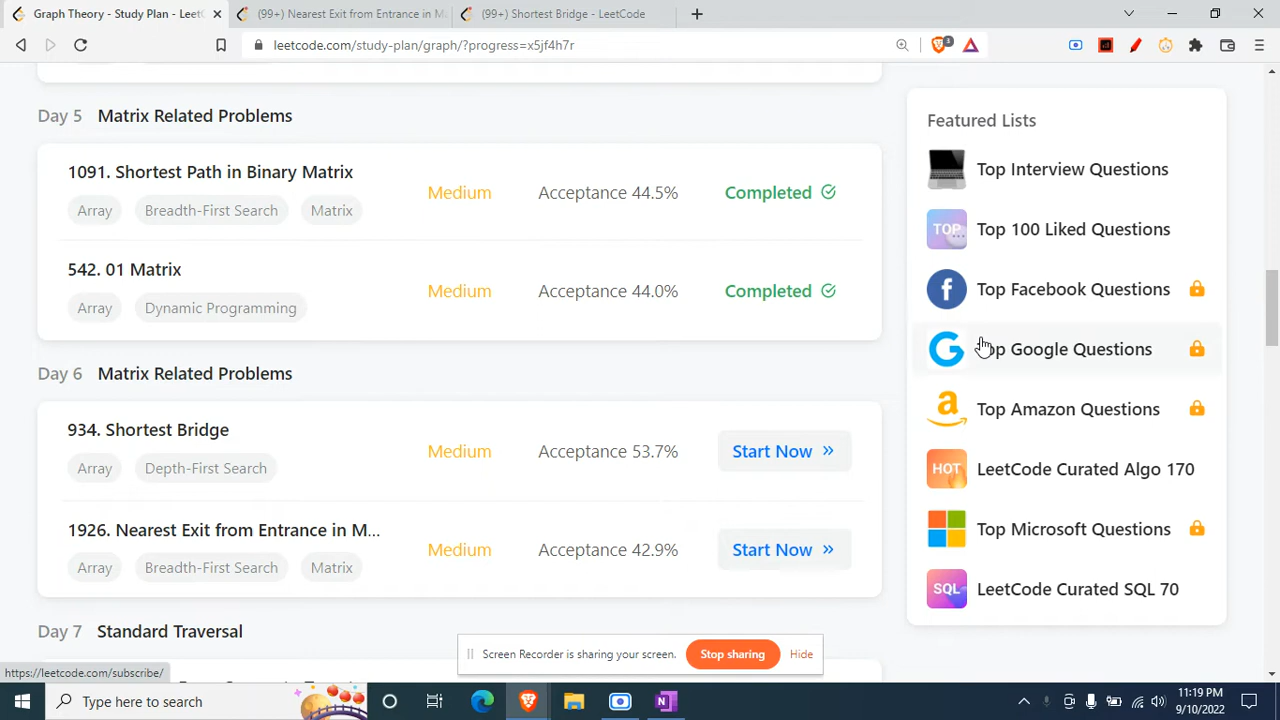 Graph Theory - Study Plan - LeetC
(99+) Nearest Exit from Entrance in M
(99+) Shortest Bridge - LeetCode
leetcode.com/study-plan/graph/?progress=x5jf4h7r
3
Day 5 Matrix Related Problems
1091. Shortest Path in Binary Matrix
Array Breadth-First Search Matrix
Medium
Acceptance 44.5%
Completed
542. 01 Matrix
Array Dynamic Programming
Medium
Acceptance 44.0%
Completed
Day 6 Matrix Related Problems
934. Shortest Bridge
Array Depth-First Search
Medium
Acceptance 53.7%
Start Now »
1926. Nearest Exit from Entrance in M...
Array Breadth-First Search Matrix
Medium
Acceptance 42.9%
Start Now »
Day 7 Standard Traversal
Featured Lists
Top Interview Questions
TOP
Top 100 Liked Questions
f
Top Facebook Questions
G
Top Google Questions
a
Top Amazon Questions
HOT
LeetCode Curated Algo 170
Top Microsoft Questions
SQL
LeetCode Curated SQL 70
Screen Recorder is sharing your screen.
Stop sharing
Hide
https://leetcode.com/subscribe/
Type here to search
11:19 PM
9/10/2022